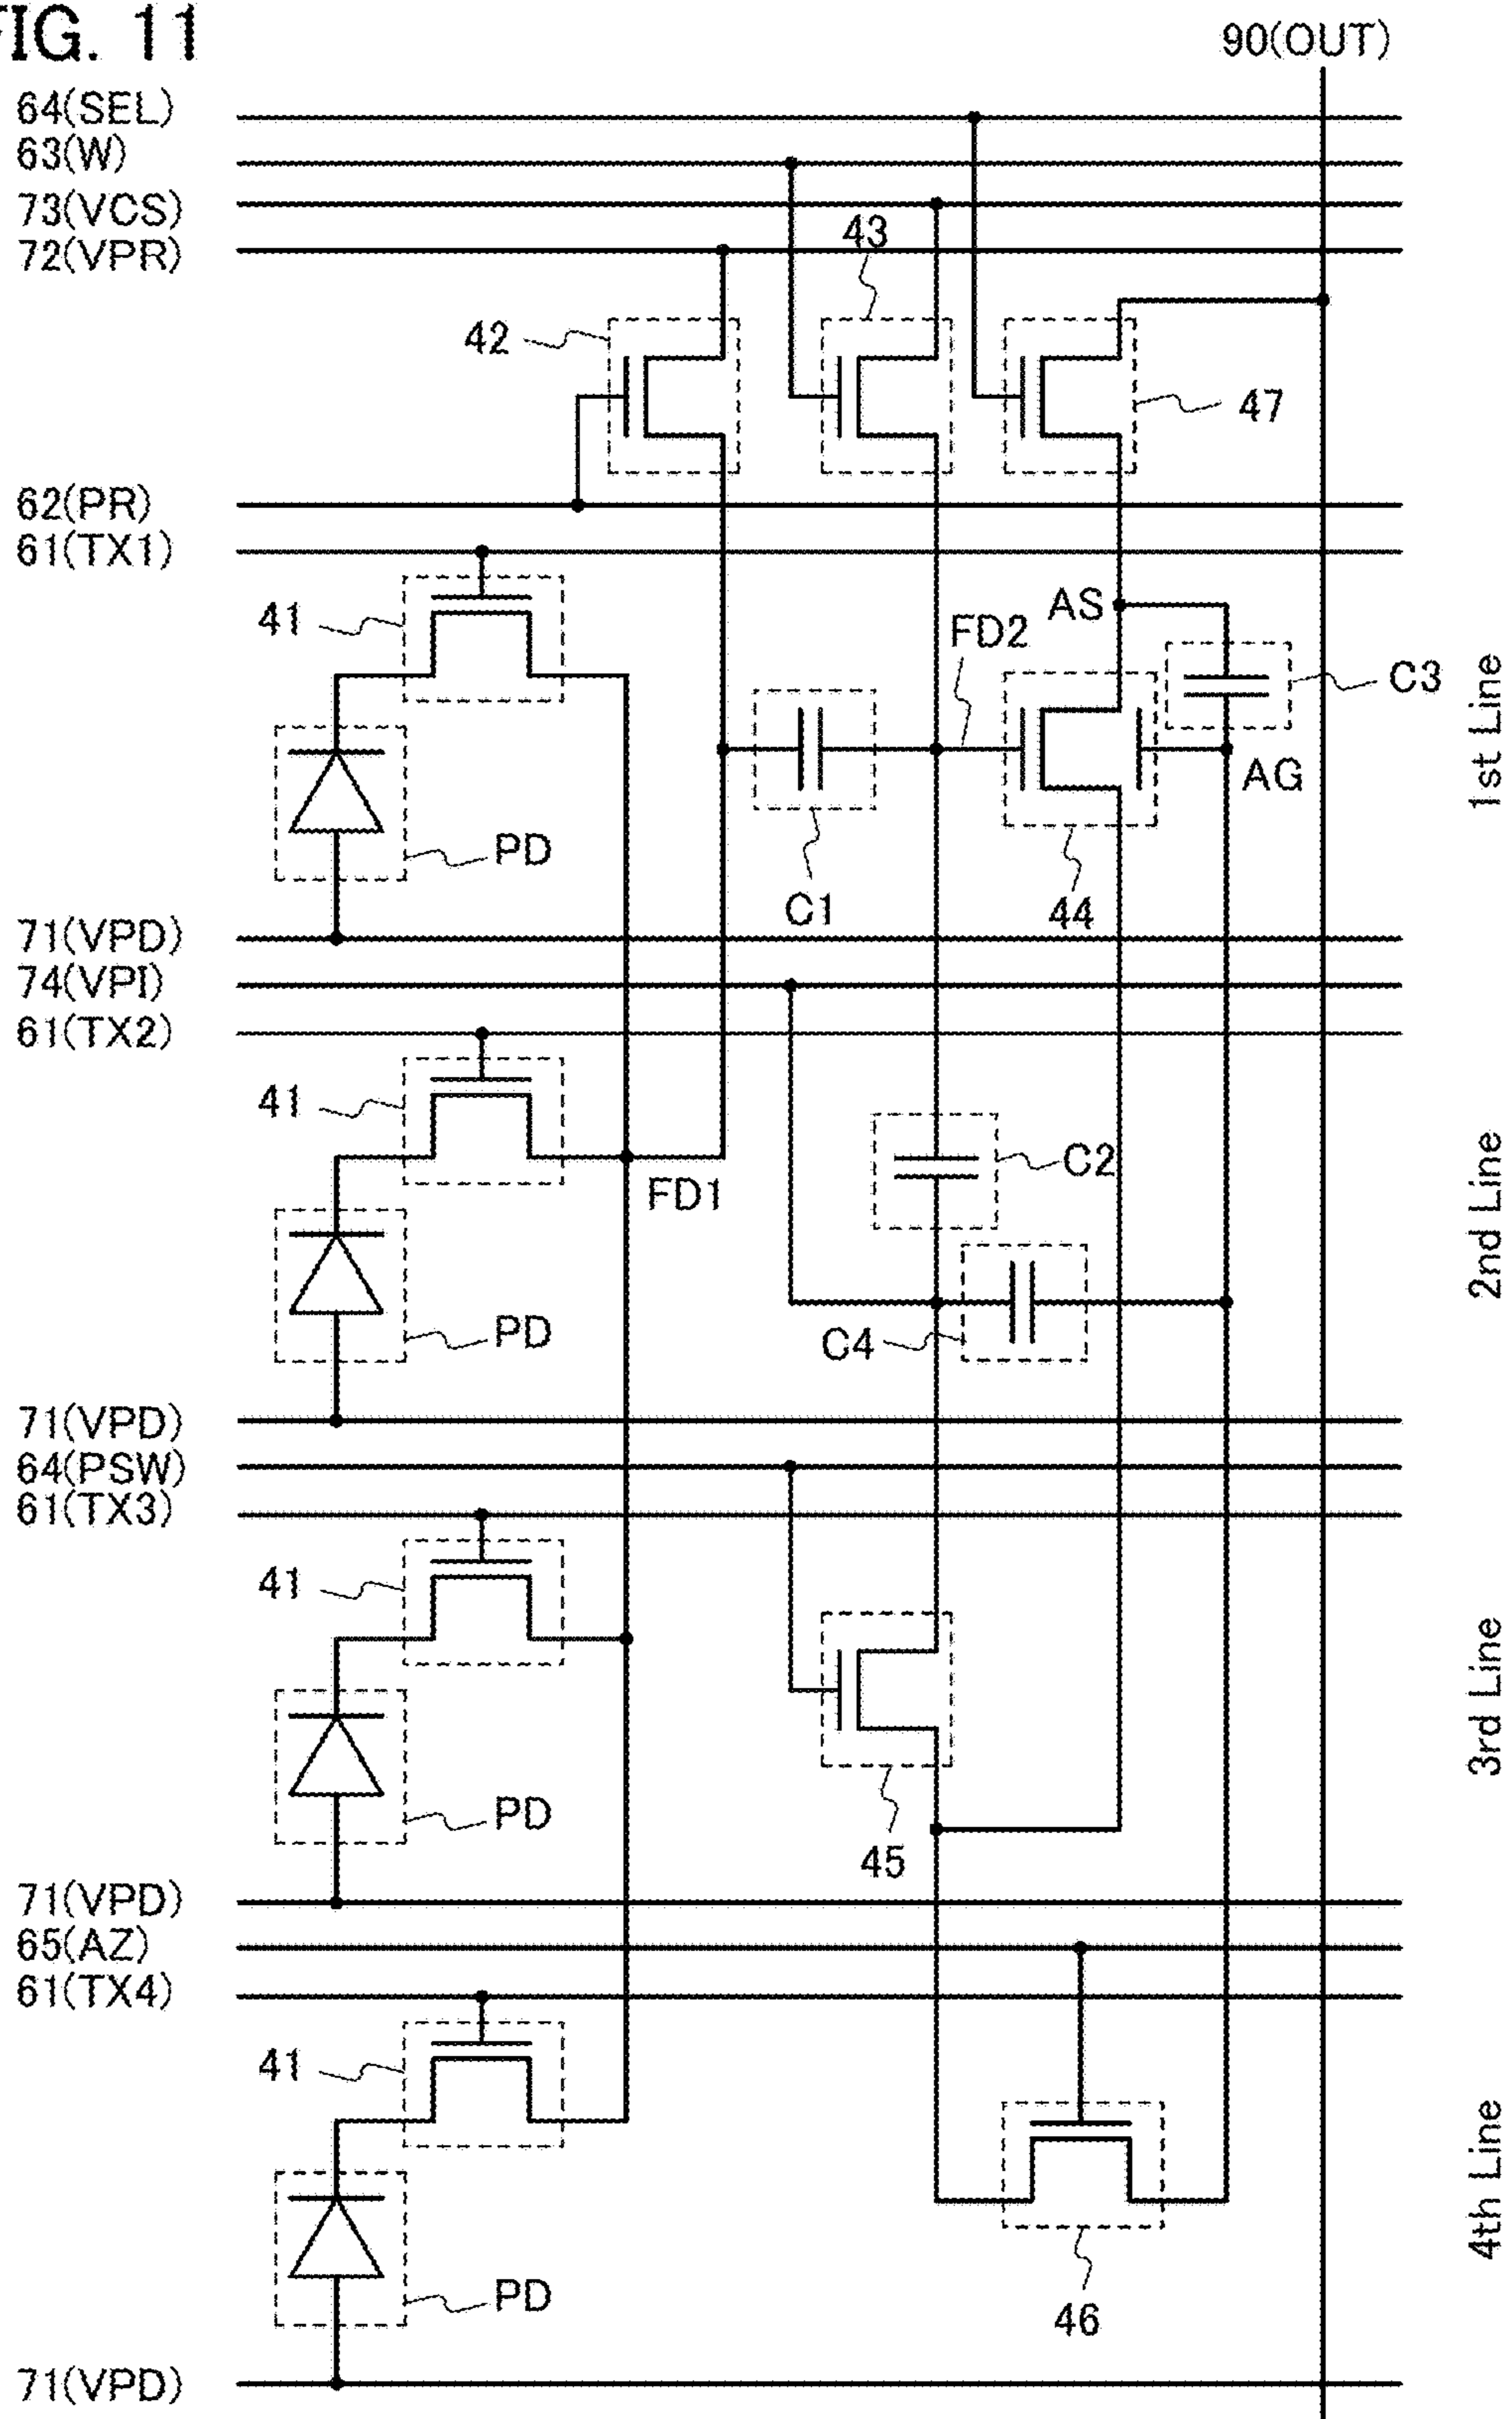 FIG. 11
90(OUT)
64(SEL)
63(W)
73(VCS)
72(VPR)
43
42
47
62(PR)
61(TX1)
41
AS
FD2
C3
AG
PD
C1
44
1st Line
71(VPD)
74(VPI)
61(TX2)
41
C2
FD1
PD
C4
2nd Line
71(VPD)
64(PSW)
61(TX3)
41
PD
45
3rd Line
71(VPD)
65(AZ)
61(TX4)
41
PD
46
4th Line
71(VPD)